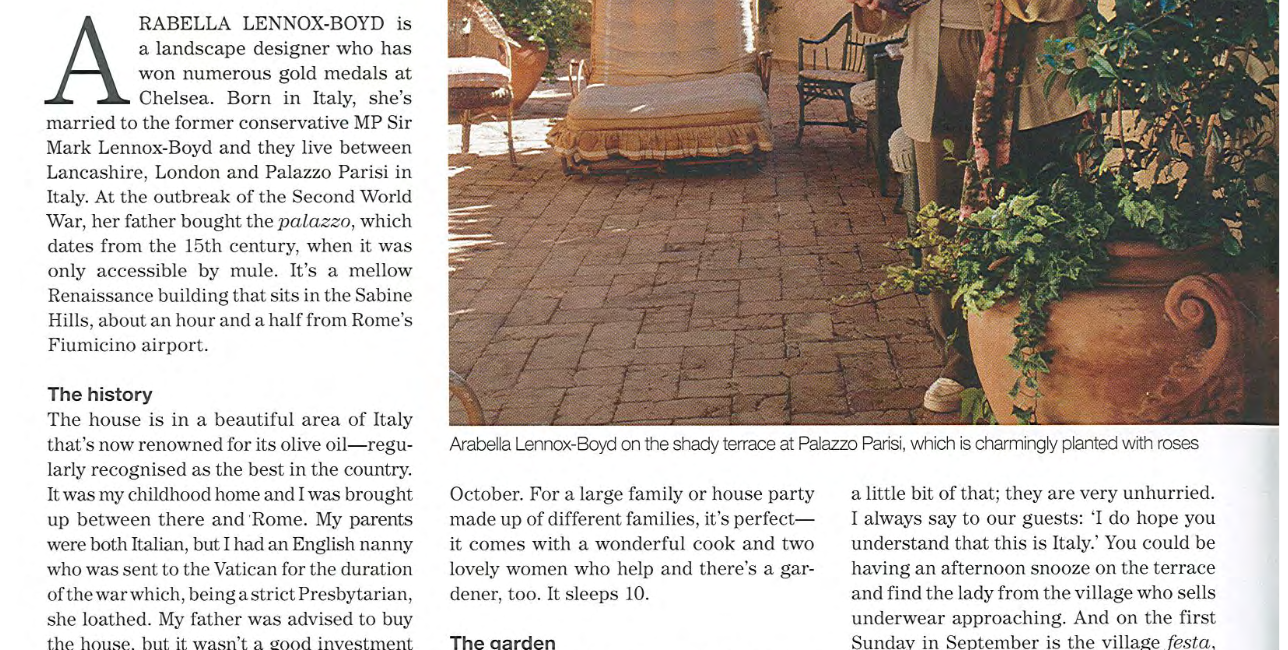 ARABELLA LENNOX-BOYD is
a landscape designer who has
won numerous gold medals at
Chelsea. Born in Italy, she's
married to the former conservative MP Sir
Mark Lennox-Boyd and they live between
Lancashire, London and Palazzo Parisi in
Italy. At the outbreak of the Second World
War, her father bought the palazzo, which
dates from the 15th century, when it was
only accessible by mule. It's a mellow
Renaissance building that sits in the Sabine
Hills, about an hour and a half from Rome's
Fiumicino airport.
The history
The house is in a beautiful area of Italy
that's now renowned for its olive oil—regu-
larly recognised as the best in the country.
It was my childhood home and I was brought
up between there and Rome. My parents
were both Italian, but I had an English nanny
who was sent to the Vatican for the duration
of the war which, being a strict Presbytarian,
she loathed. My father was advised to buy
the house, but it wasn't a good investment
Arabella Lennox-Boyd on the shady terrace at Palazzo Parisi, which is charmingly planted with roses
October. For a large family or house party
made up of different families, it's perfect—
it comes with a wonderful cook and two
lovely women who help and there's a gar-
dener, too. It sleeps 10.
The garden
a little bit of that; they are very unhurried.
I always say to our guests: 'I do hope you
understand that this is Italy.' You could be
having an afternoon snooze on the terrace
and find the lady from the village who sells
underwear approaching. And on the first
Sunday in September is the village festa,